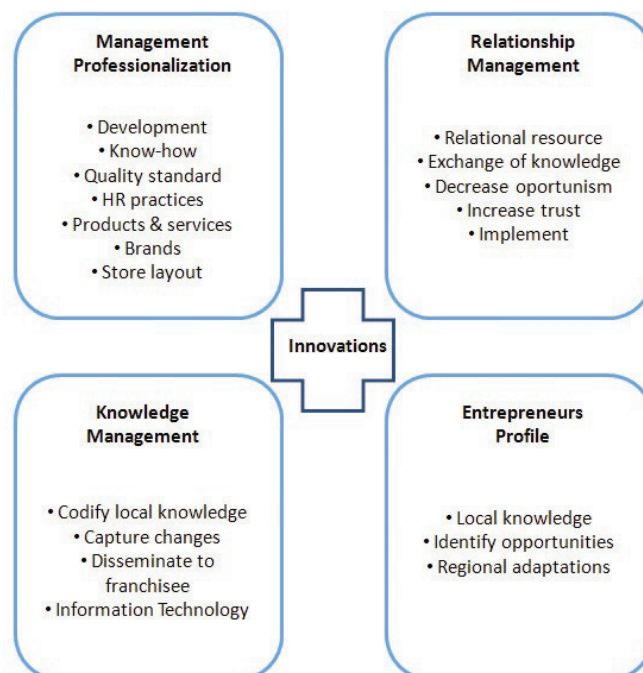 Management
Professionalization
• Development
• Know-how
• Quality standard
• HR practices
• Products & services
• Brands
• Store layout
Relationship
Management
• Relational resource
• Exchange of knowledge
• Decrease oportunism
• Increase trust
• Implement
Innovations
Knowledge
Management
• Codify local knowledge
• Capture changes
• Disseminate to
franchisee
• Information Technology
Entrepreneurs
Profile
• Local knowledge
• Identify opportunities
• Regional adaptations